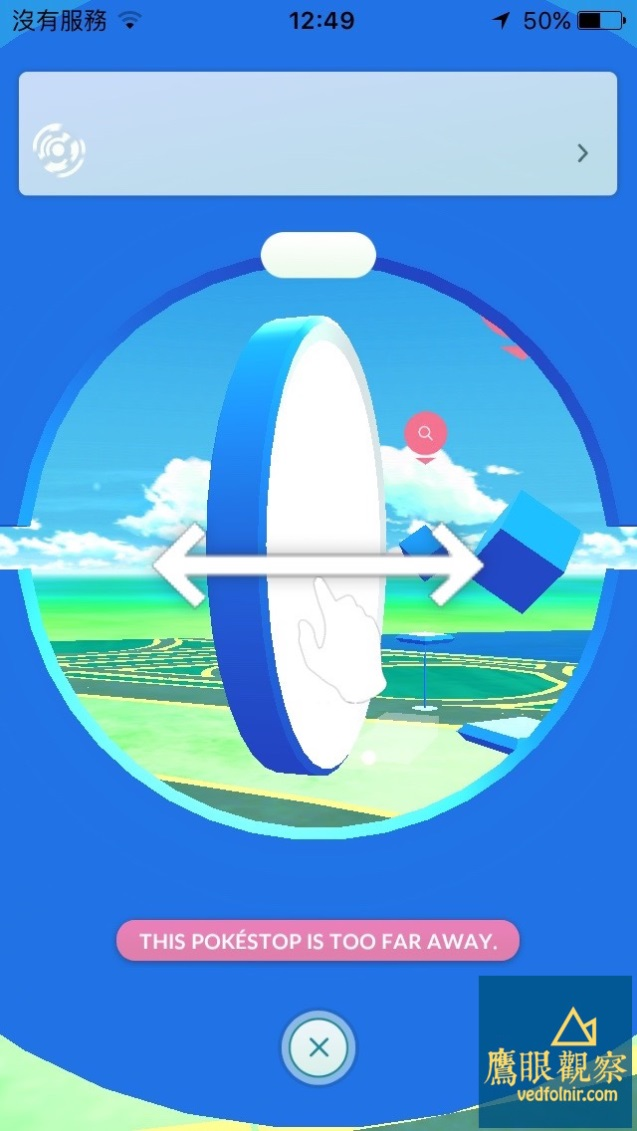 沒有服務 12:49 50%
THIS POKÉSTOP IS TOO FAR AWAY.
鷹眼觀察
vedfolnir.com